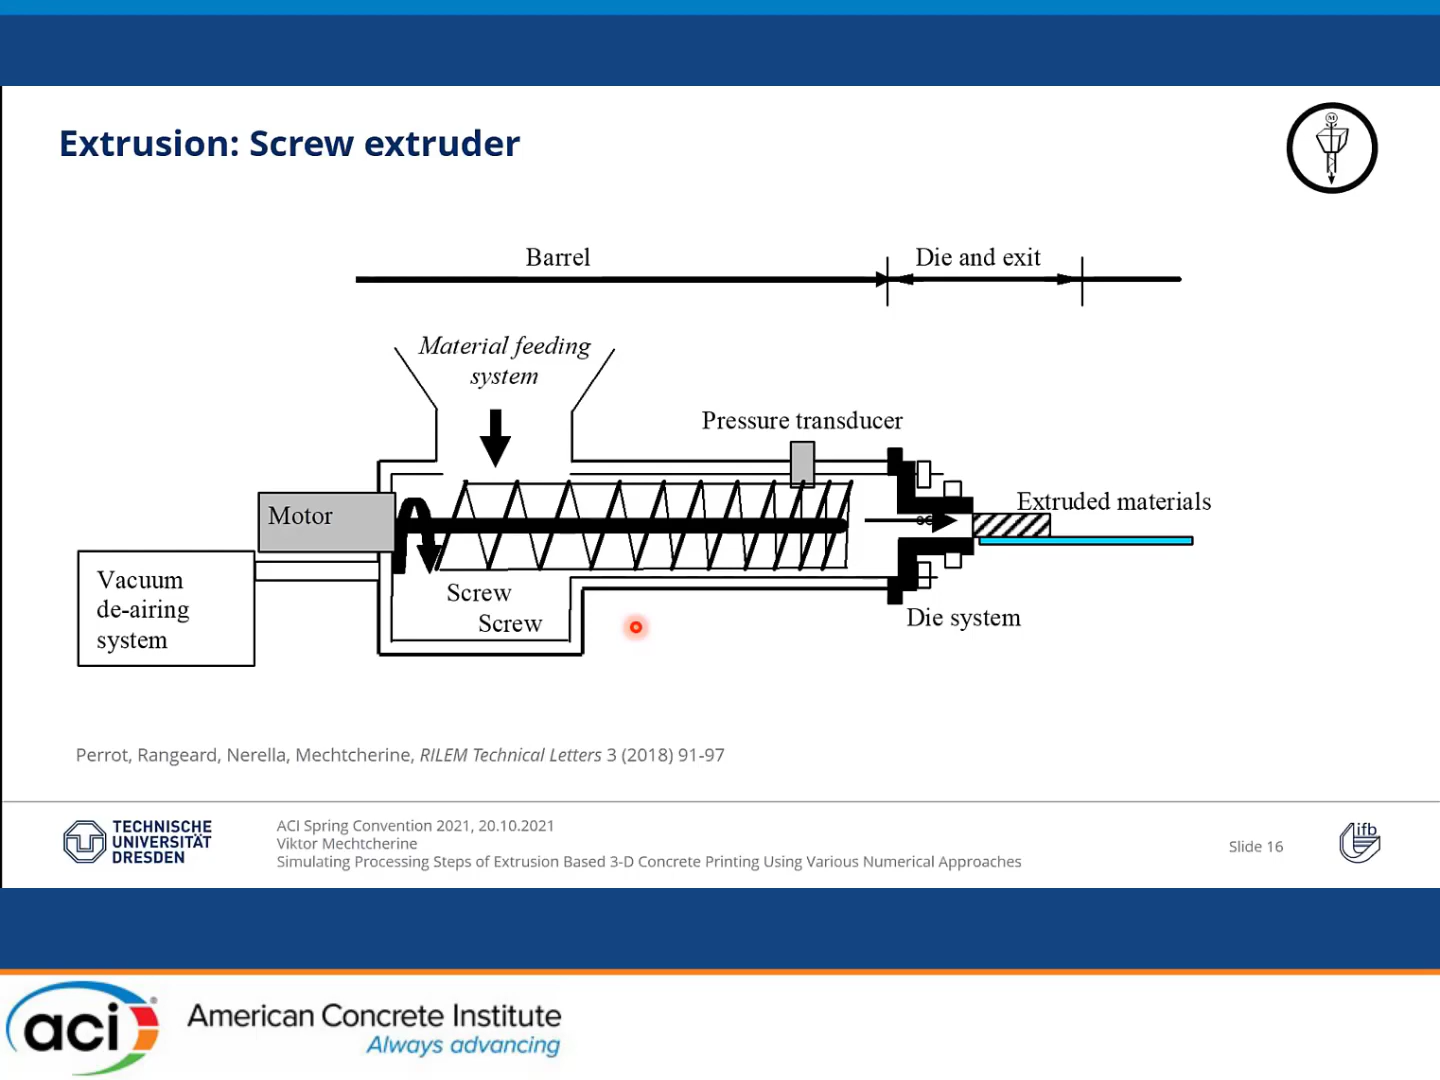 Extrusion: Screw extruder
M
Barrel
Die and exit
Material feeding
system
Pressure transducer
Motor
Extruded materials
Vacuum
de-airing
system
Screw
Screw
Die system
Perrot, Rangeard, Nerella, Mechtcherine, RILEM Technical Letters 3 (2018) 91-97
TECHNISCHE
UNIVERSITÄT
DRESDEN
ACI Spring Convention 2021, 20.10.2021
Viktor Mechtcherine
Simulating Processing Steps of Extrusion Based 3-D Concrete Printing Using Various Numerical Approaches
Slide 16
ifb
aci
American Concrete Institute
Always advancing